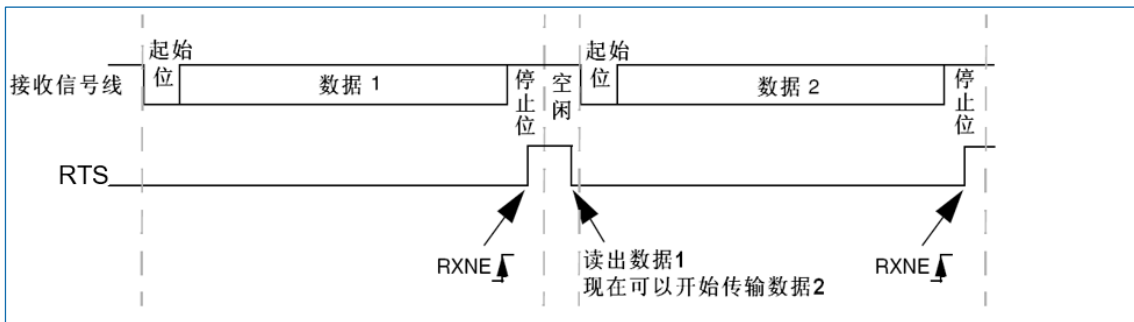 接收信号线
起始
位
数据 1
停
止
位
空
闲
起始
位
数据 2
停
止
位
RTS
RXNE
读出数据1
现在可以开始传输数据2
RXNE